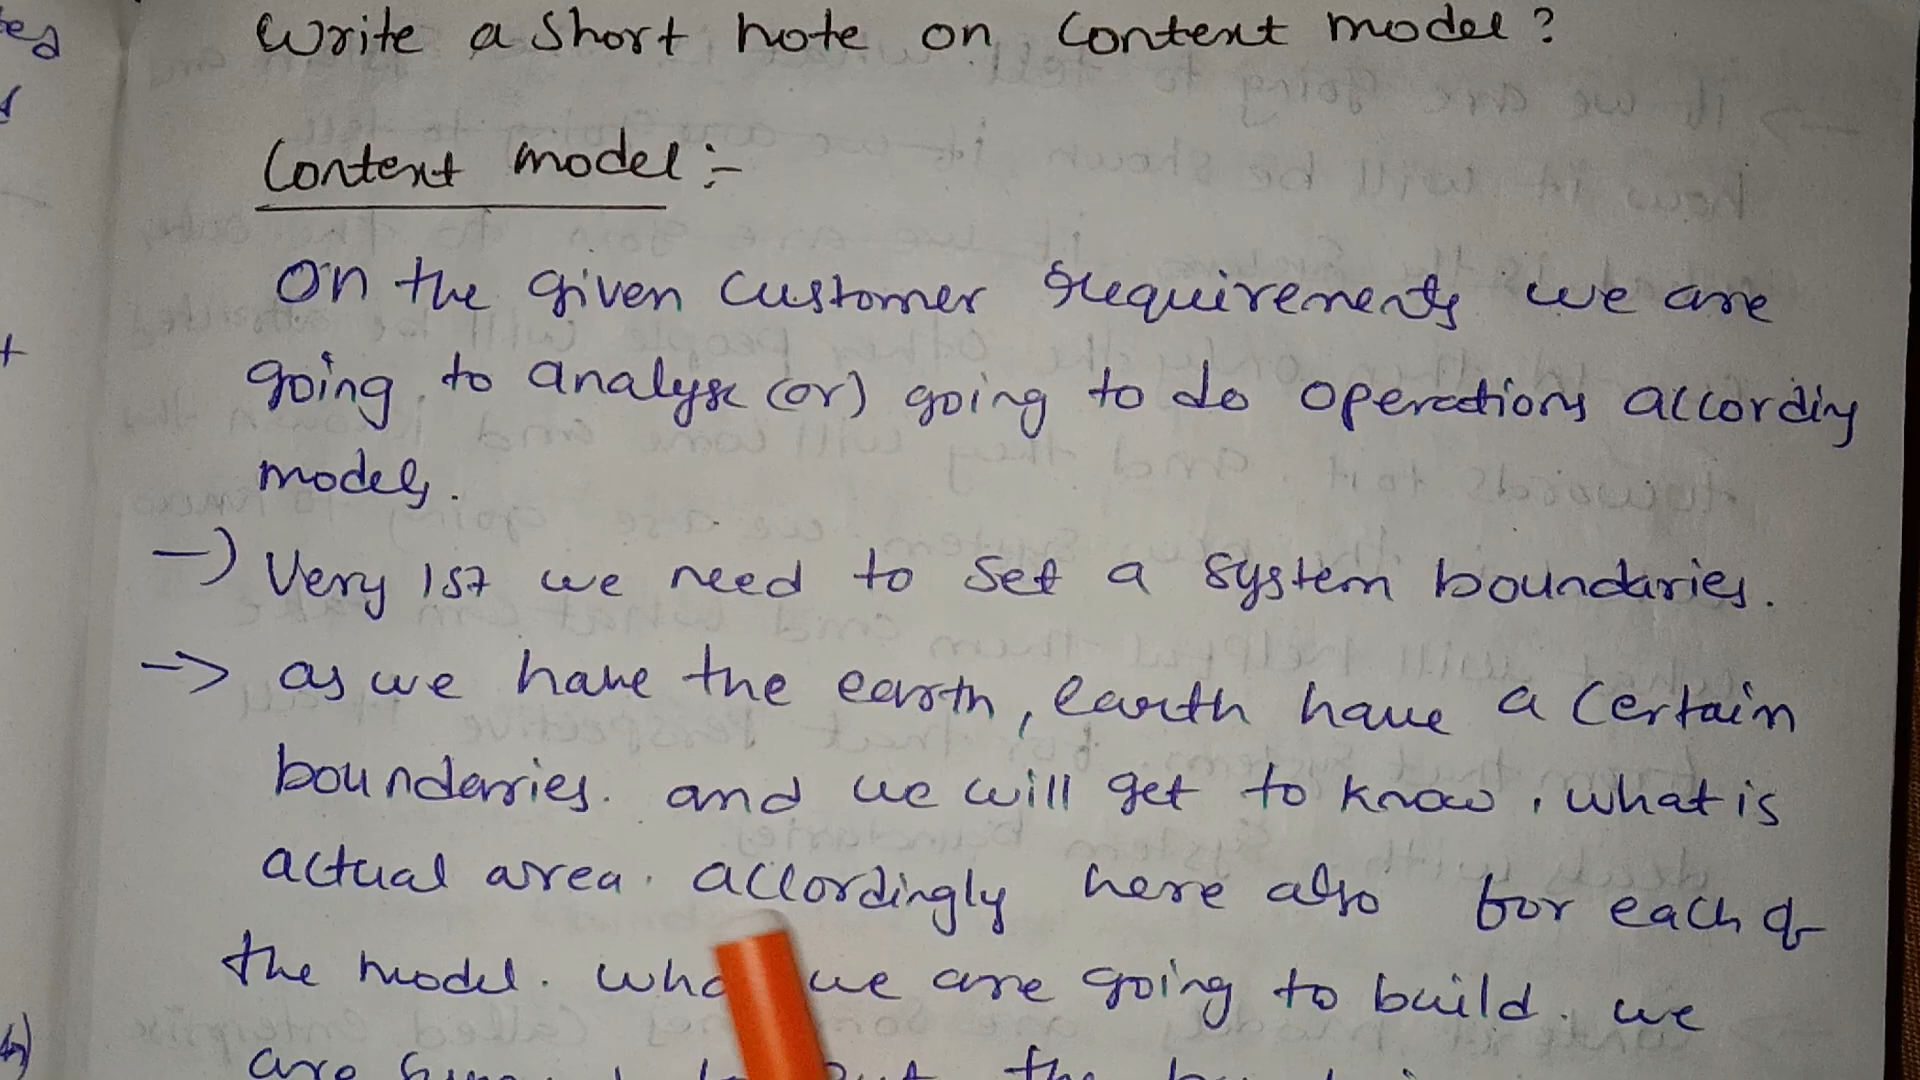 Write a short note on Context model?
Context model :-
On the given customer requirements we are
going to analyse (or) going to do operations according
models.
-> Very 1st we need to set a system boundaries.
-> as we have the earth, earth have a certain
boundaries. and we will get to know, what is
actual area. accordingly here also for each of
the model. we are going to build. we
are the